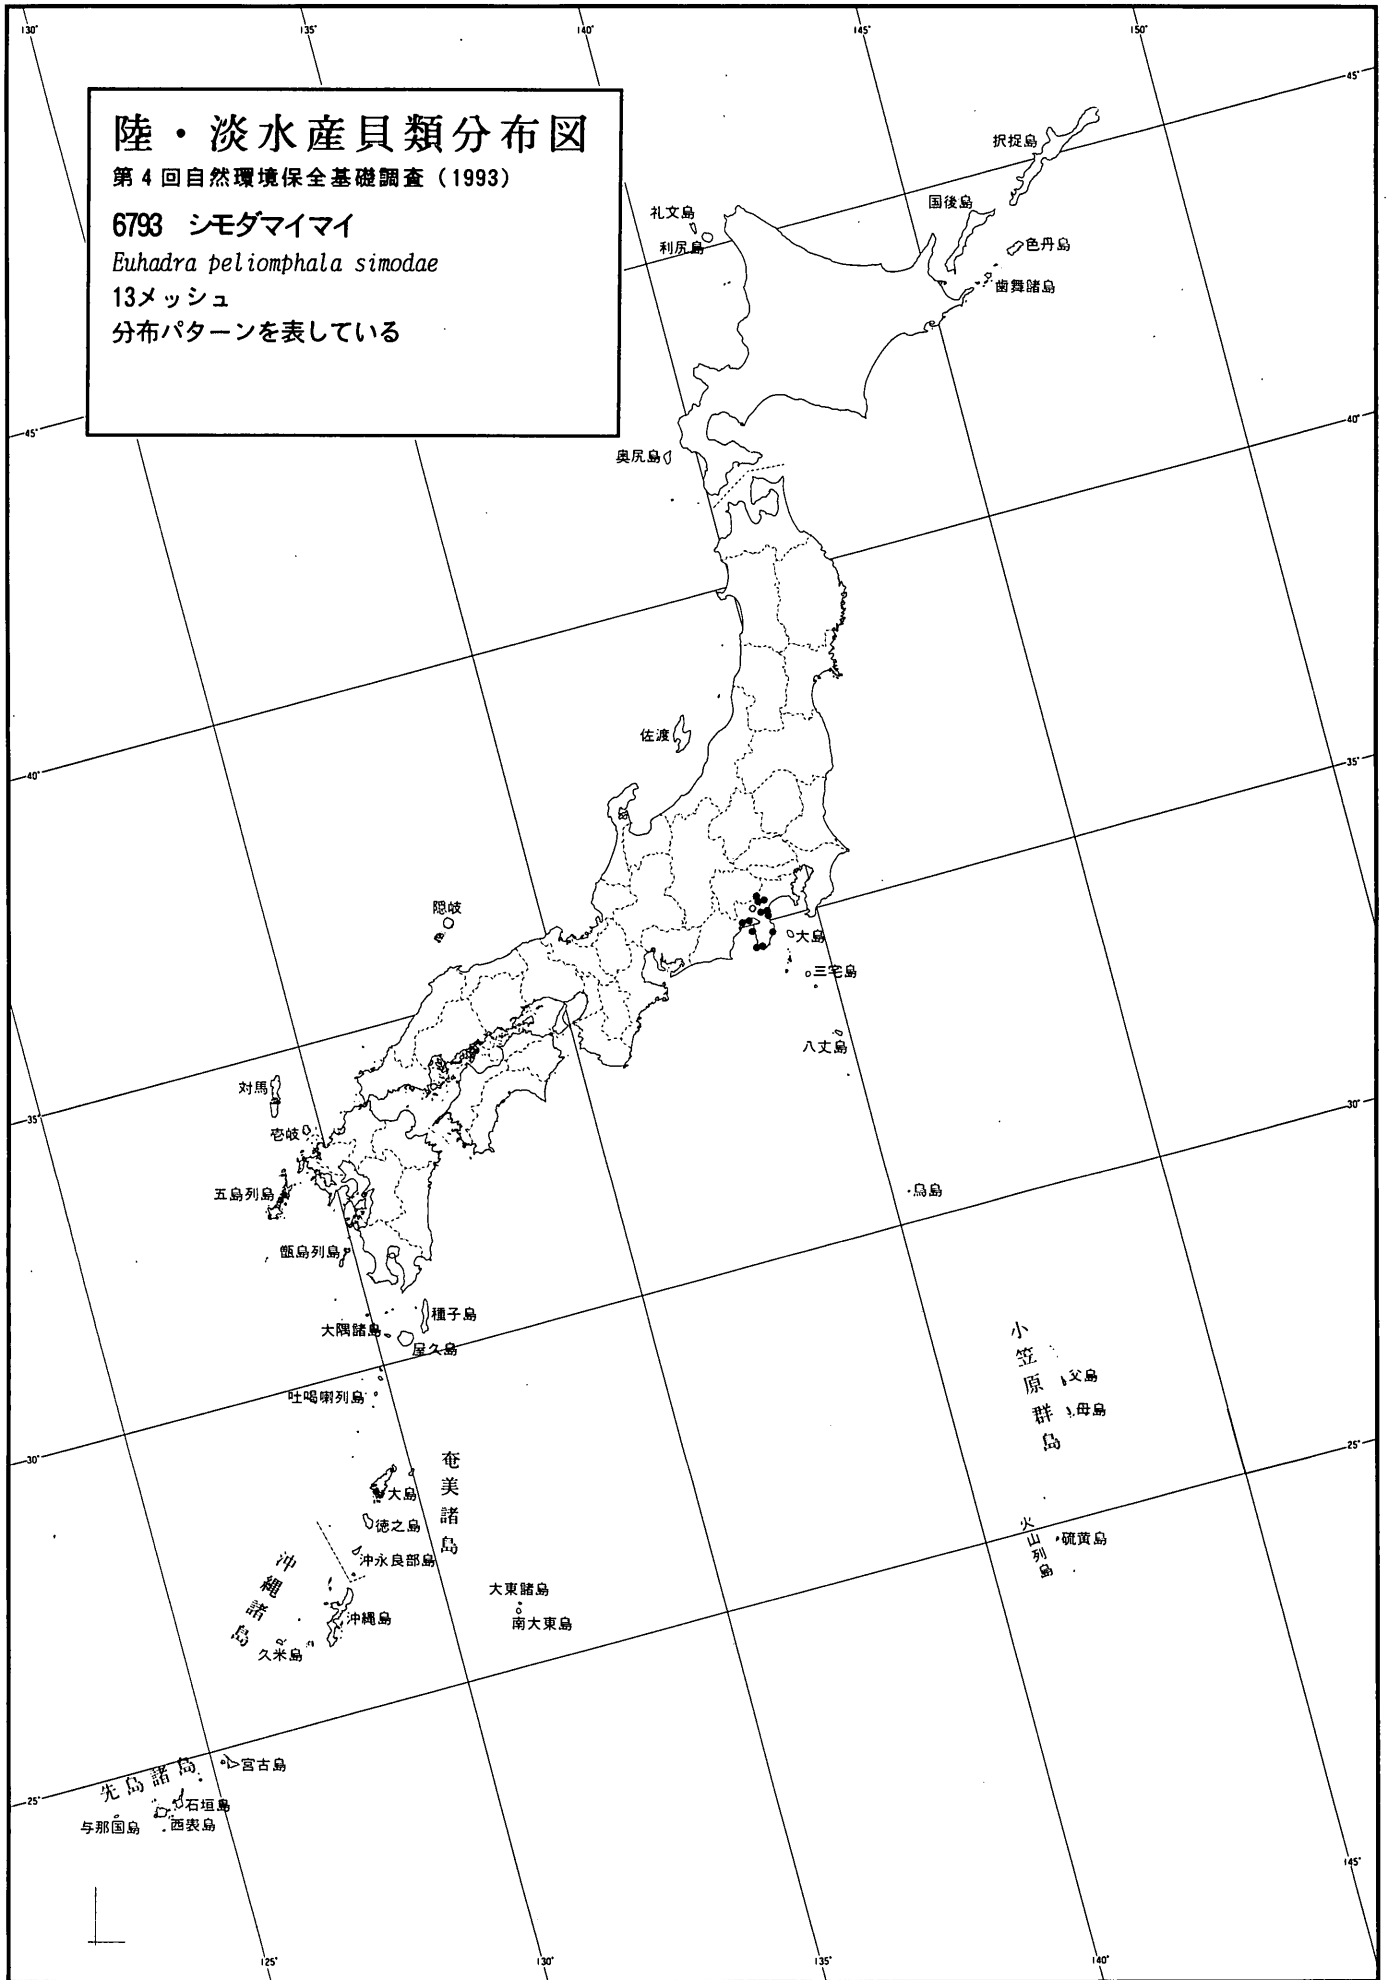 130°
135°
140°
145°
150°
45°
陸・淡水産貝類分布図
第4回自然環境保全基礎調査（1993）
6793 シモダマイマイ
Euhadra peliomphala simodae
13メッシュ
分布パターンを表している
択捉島
国後島
色丹島
歯舞諸島
礼文島
利尻島
45°
40°
奥尻島
佐渡
40°
35°
隠岐
大島
三宅島
八丈島
対馬
35°
壱岐
30°
五島列島
鳥島
甑島列島
種子島
大隅諸島
屋久島
小笠原群島
父島
吐喝喇列島
母島
30°
25°
奄美諸島
大島
徳之島
沖永良部島
火山列島
硫黄島
沖縄諸島
大東諸島
南大東島
沖縄島
久米島
宮古島
先島諸島
25°
石垣島
与那国島
西表島
145°
125°
130°
135°
140°